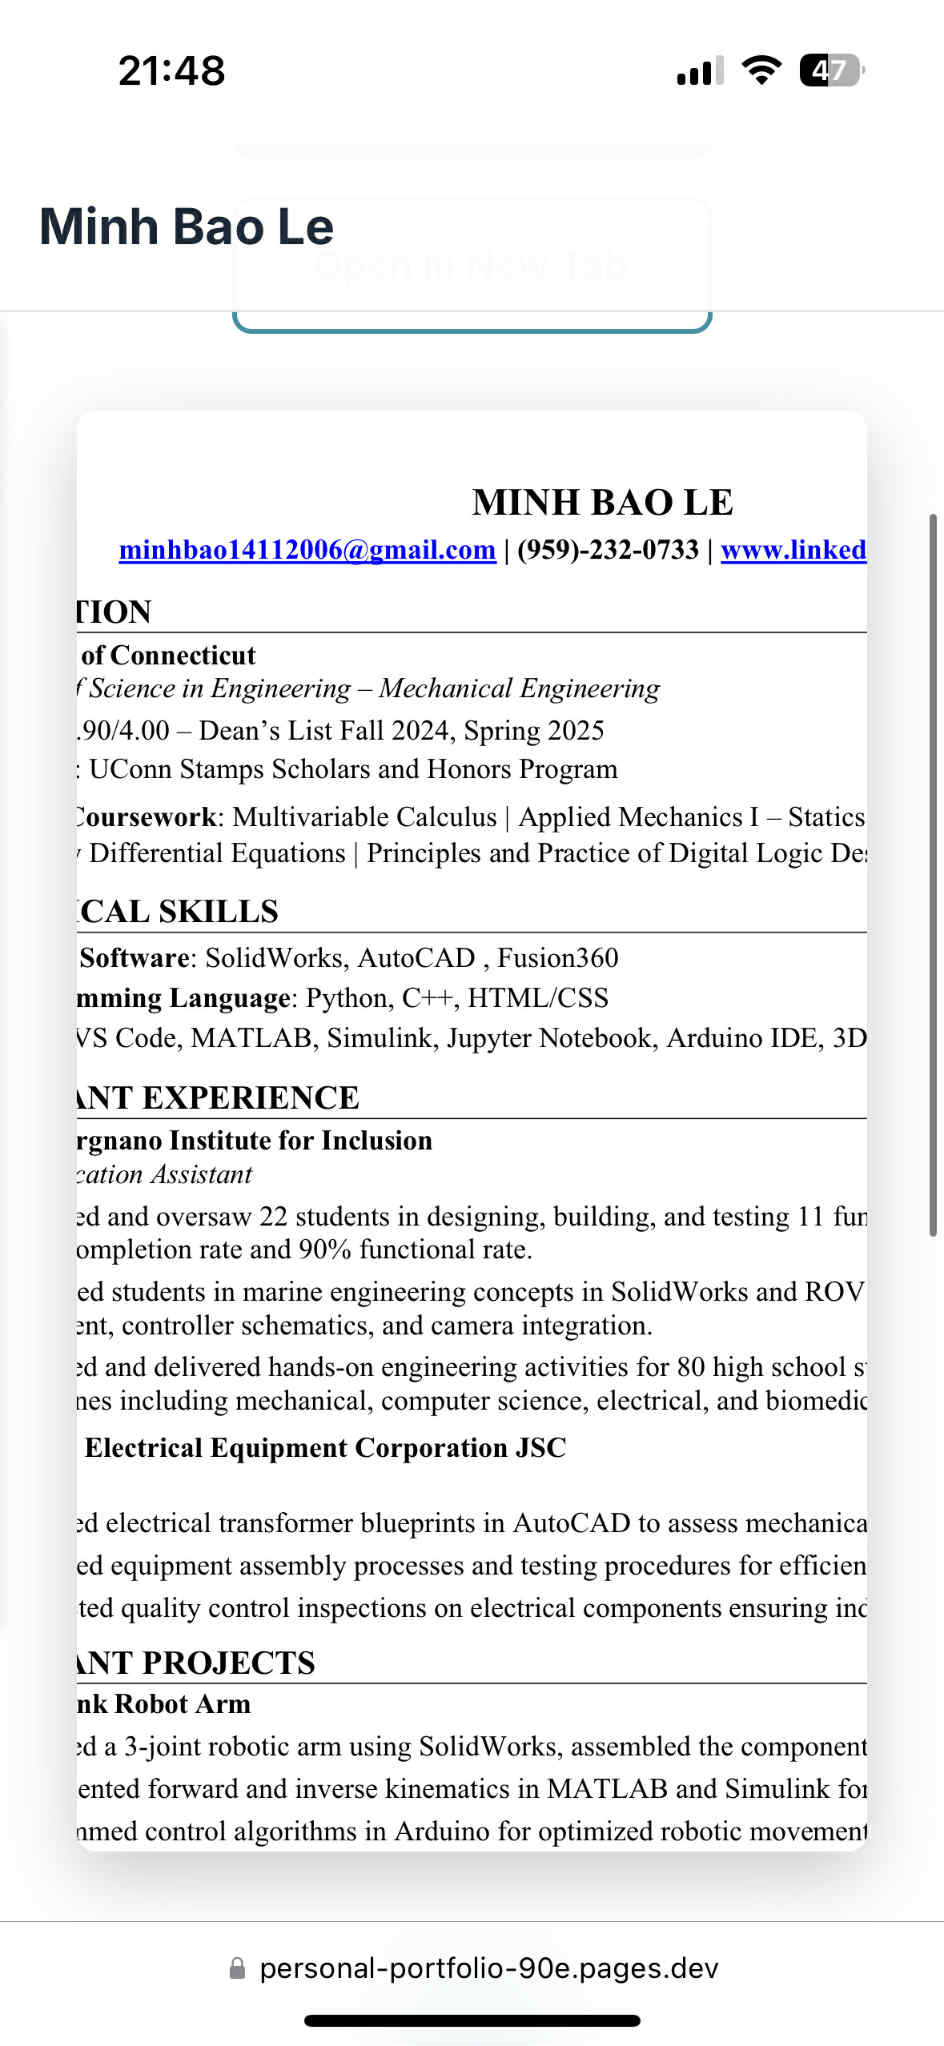 21:48
47
Minh Bao Le
Open in New Tab
MINH BAO LE
minhbao14112006@gmail.com | (959)-232-0733 | www.linked
TION
of Connecticut
f Science in Engineering – Mechanical Engineering
.90/4.00 – Dean’s List Fall 2024, Spring 2025
: UConn Stamps Scholars and Honors Program
Coursework: Multivariable Calculus | Applied Mechanics I – Statics
y Differential Equations | Principles and Practice of Digital Logic Des
ICAL SKILLS
Software: SolidWorks, AutoCAD , Fusion360
mming Language: Python, C++, HTML/CSS
VS Code, MATLAB, Simulink, Jupyter Notebook, Arduino IDE, 3D
ANT EXPERIENCE
rgnano Institute for Inclusion
cation Assistant
ed and oversaw 22 students in designing, building, and testing 11 fun
ompletion rate and 90% functional rate.
ed students in marine engineering concepts in SolidWorks and ROV
ent, controller schematics, and camera integration.
ed and delivered hands-on engineering activities for 80 high school s
nes including mechanical, computer science, electrical, and biomedic
Electrical Equipment Corporation JSC
ed electrical transformer blueprints in AutoCAD to assess mechanica
ed equipment assembly processes and testing procedures for efficien
ted quality control inspections on electrical components ensuring ind
ANT PROJECTS
nk Robot Arm
ed a 3-joint robotic arm using SolidWorks, assembled the component
ented forward and inverse kinematics in MATLAB and Simulink for
mmed control algorithms in Arduino for optimized robotic movement
personal-portfolio-90e.pages.dev